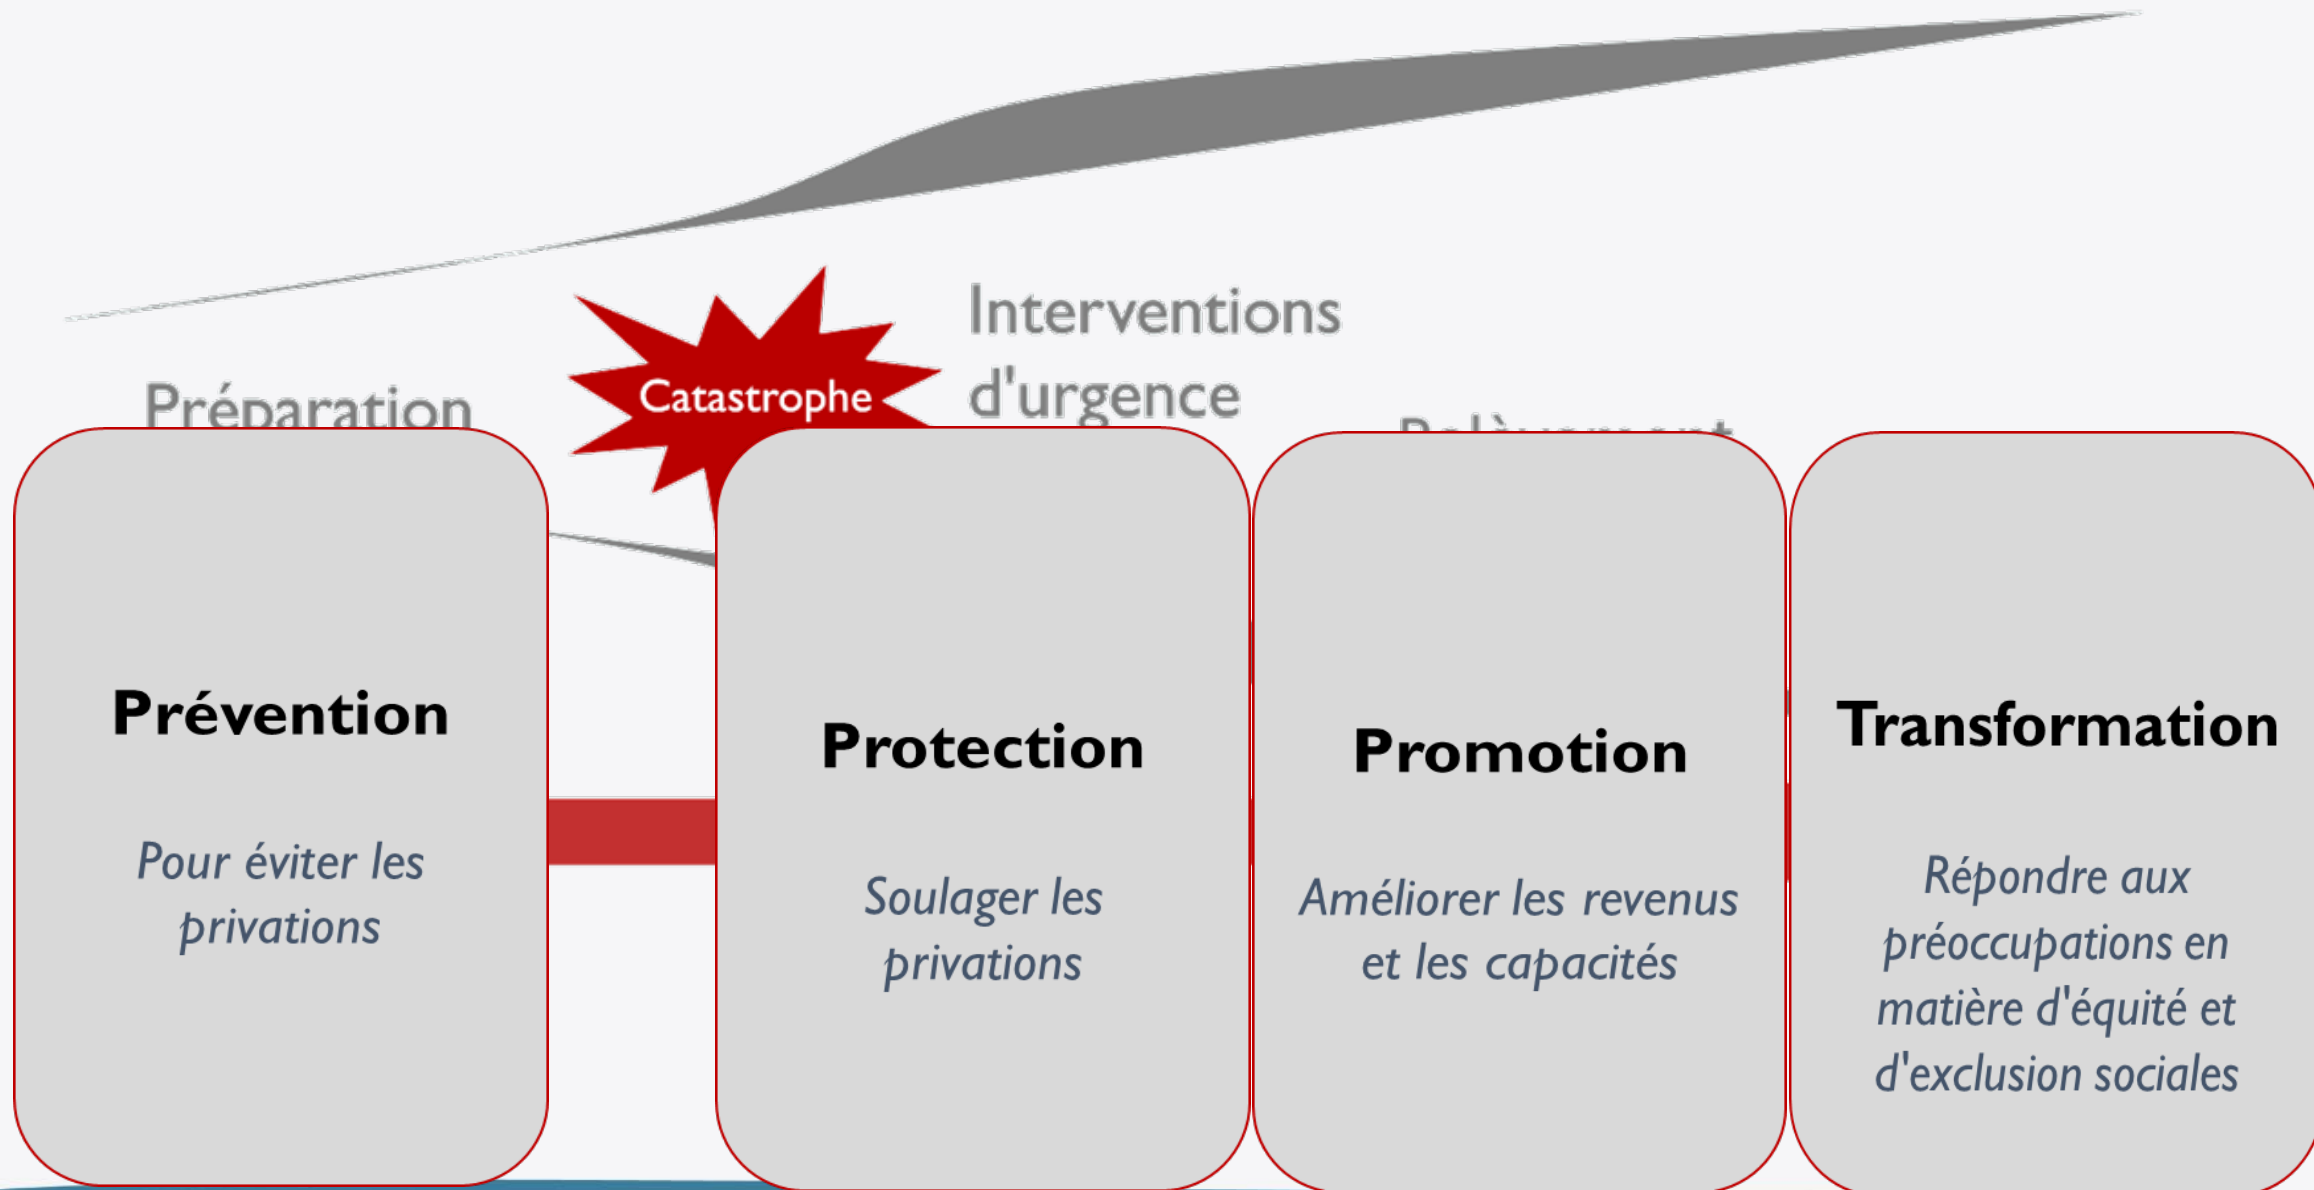 Interventions
d'urgence
Préparation
Catastrophe
Prévention
Pour éviter les
privations
Protection
Soulager les
privations
Promotion
Améliorer les revenus
et les capacités
Transformation
Répondre aux
préoccupations en
matière d'équité et
d'exclusion sociales